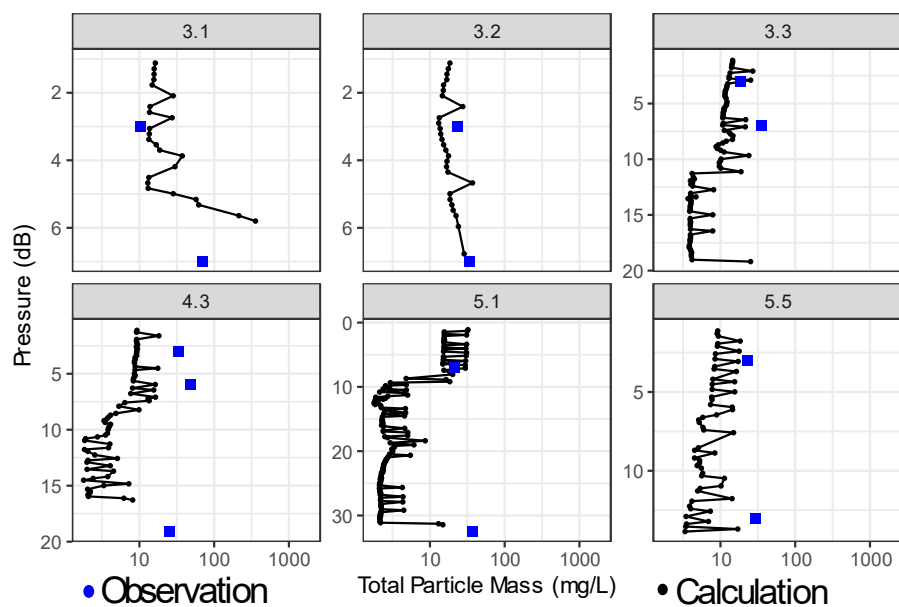 3.1 3.2 3.3
2 4 6
2 4 6
5 10 15 20
Pressure (dB)
4.3 5.1 5.5
5 10 15 20
0 10 20 30
5 10
10 100 1000 10 100 1000 10 100 1000
Total Particle Mass (mg/L)
Observation Calculation